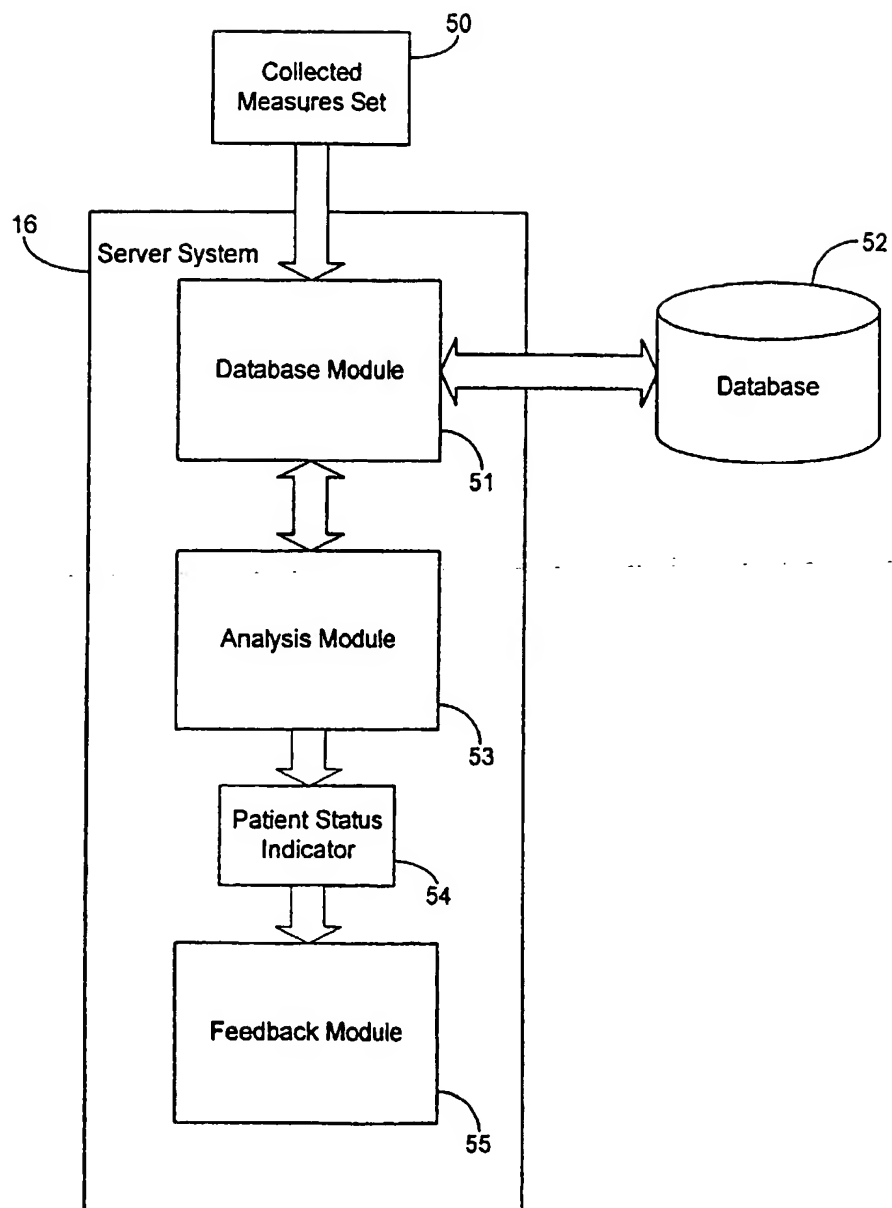 50
Collected
Measures Set
16
Server System
52
Database Module
Database
51
Analysis Module
53
Patient Status
Indicator
54
Feedback Module
55